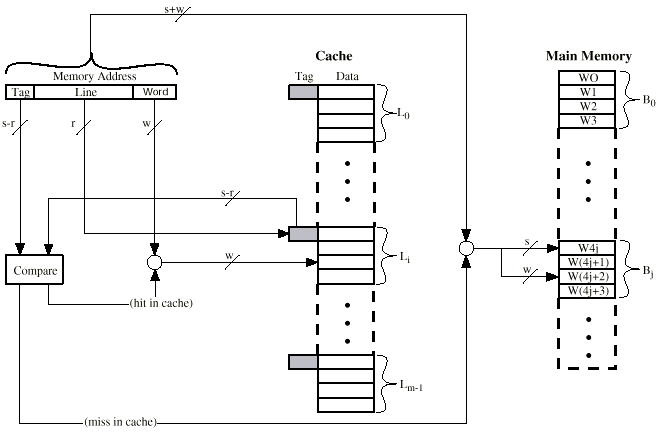 s+w
Cache
Main Memory
Memory Address
Tag Line Word
Tag Data
s-r r w
L0
W0
W1
W2
W3
B0
s-r
Compare
w
Li
s
w
W4j
W(4j+1)
W(4j+2)
W(4j+3)
Bj
(hit in cache)
Lm-1
(miss in cache)